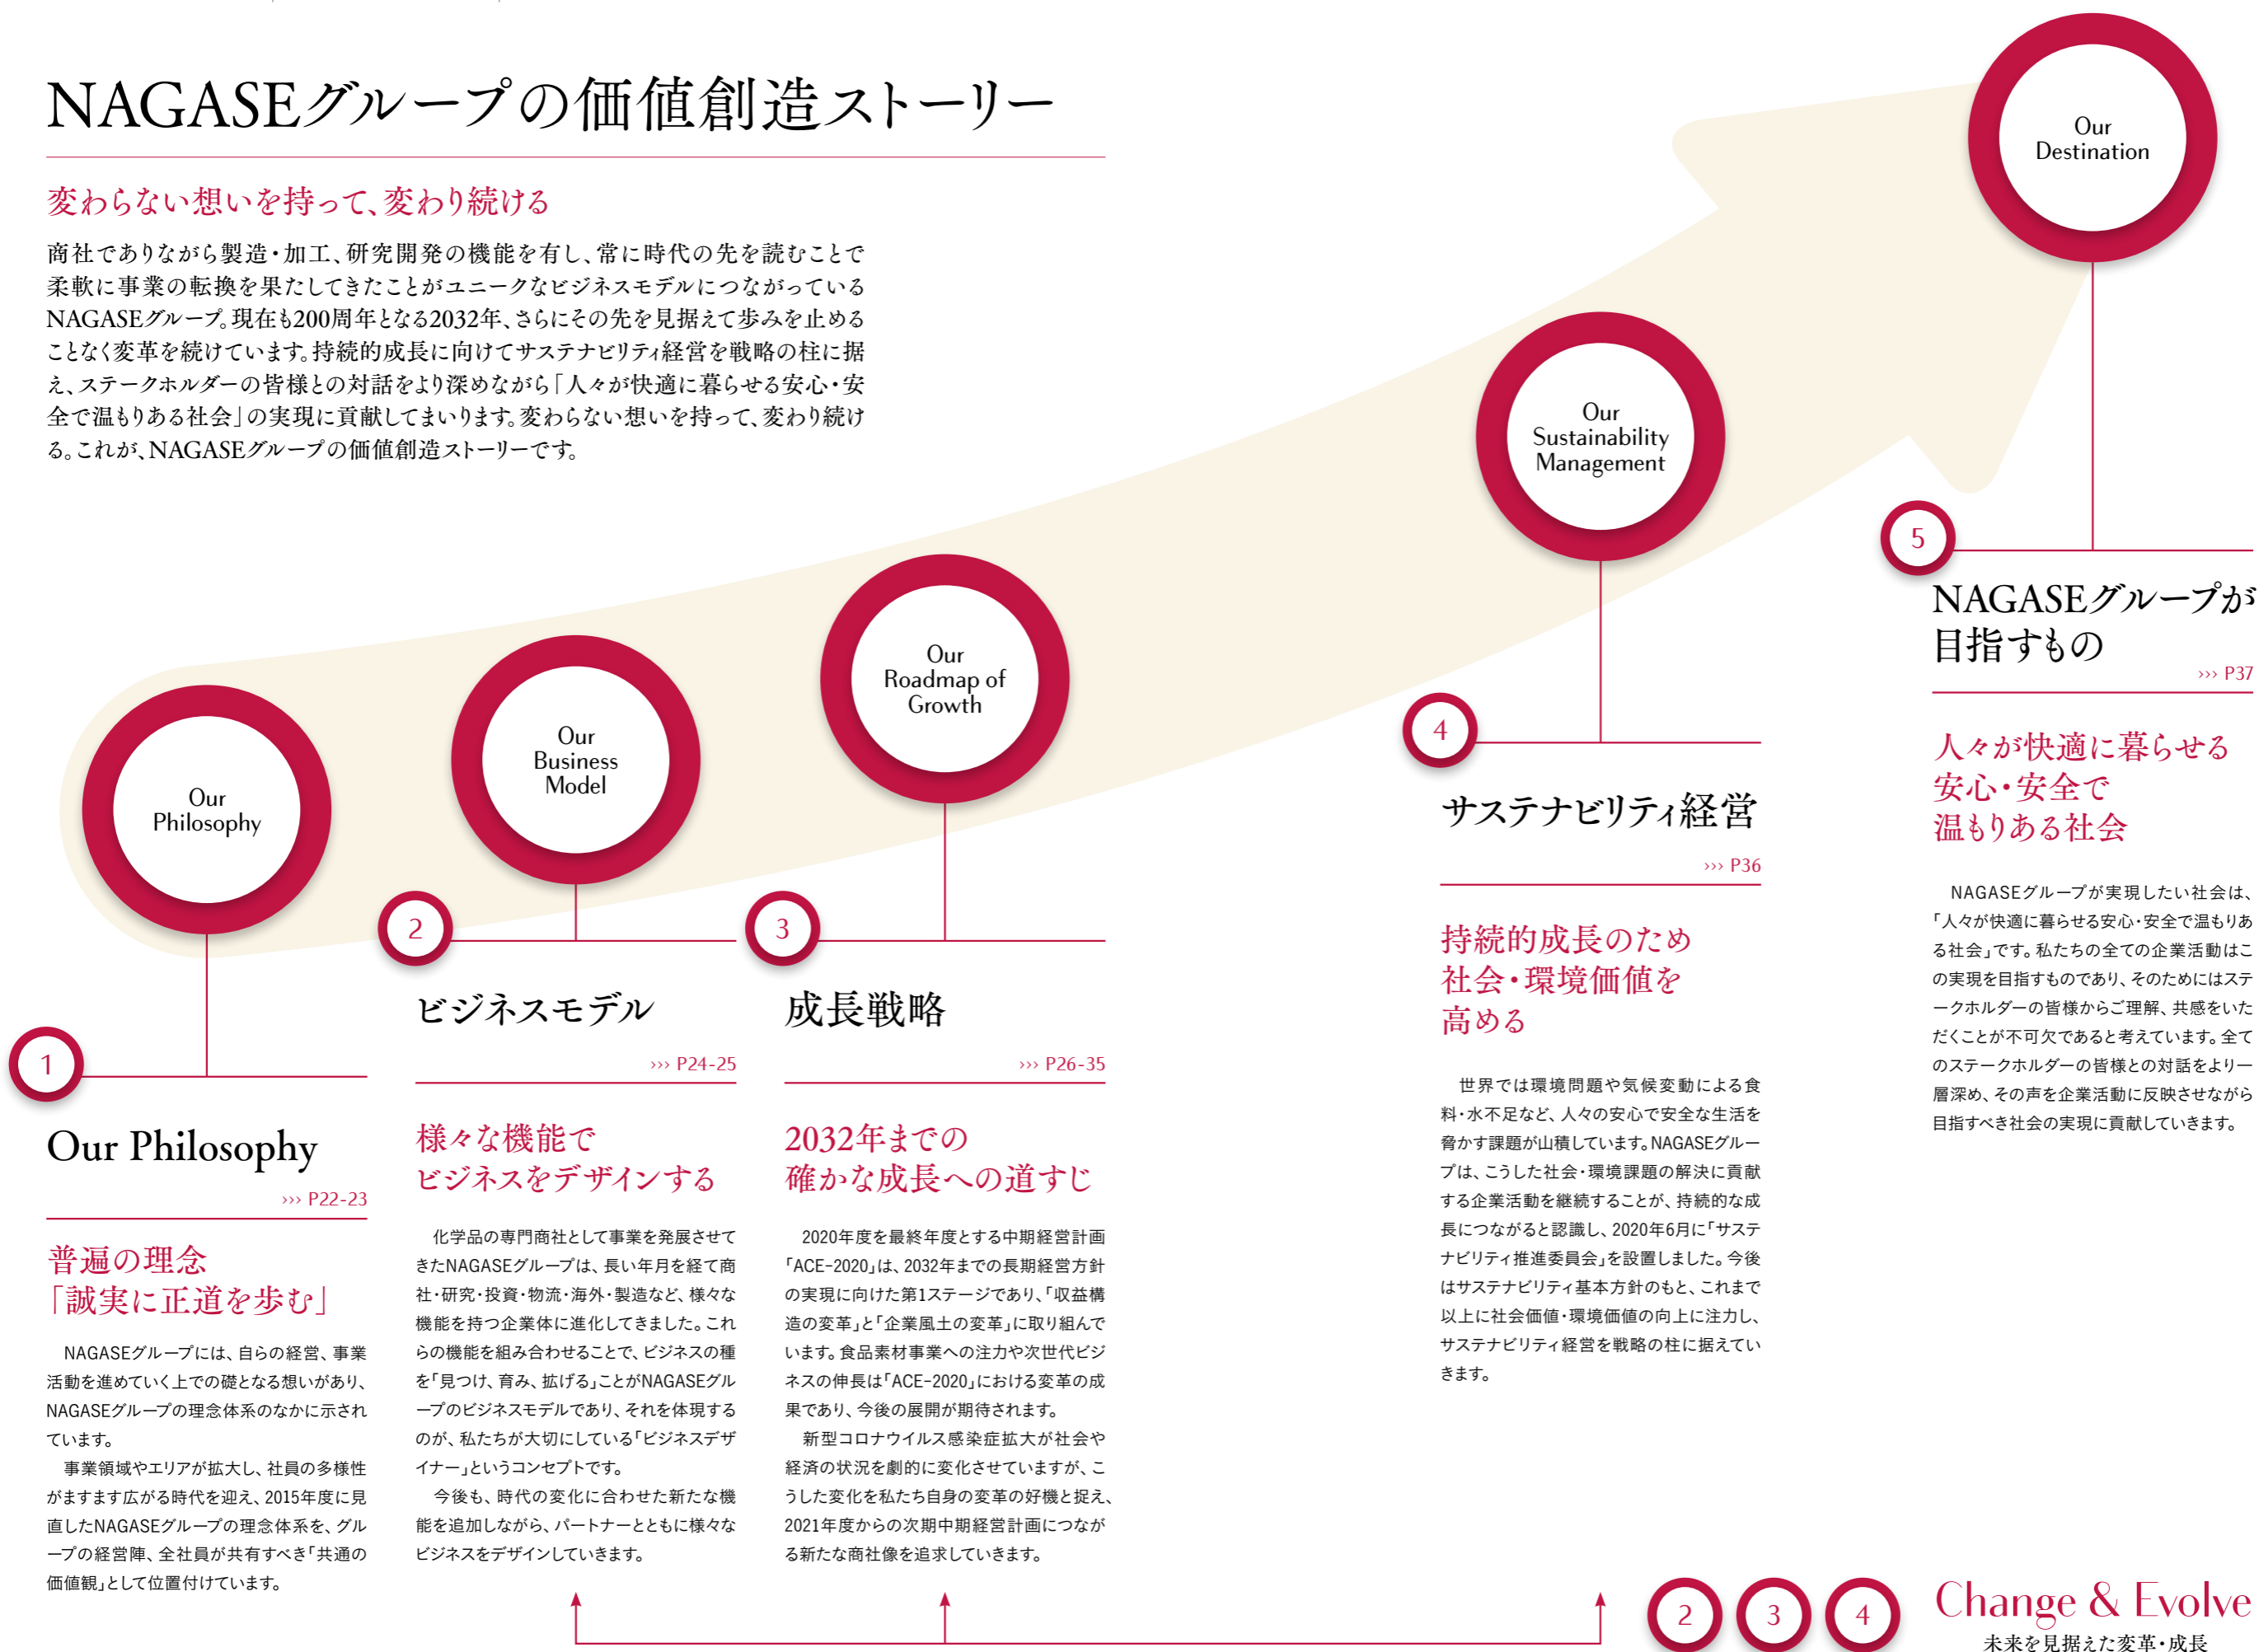 NAGASEグループの価値創造ストーリー
変わらない想いを持って、変わり続ける
商社でありながら製造・加工、研究開発の機能を有し、常に時代の先を読むことで
柔軟に事業の転換を果たしてきたことがユニークなビジネスモデルにつながっている
NAGASEグループ。現在も200周年となる2032年、さらにその先を見据えて歩みを止める
ことなく変革を続けています。持続的成長に向けてサステナビリティ経営を戦略の柱に据
え、ステークホルダーの皆様との対話をより深めながら「人々が快適に暮らせる安心・安
全で温もりある社会」の実現に貢献してまいります。変わらない想いを持って、変わり続け
る。これが、NAGASEグループの価値創造ストーリーです。
Our
Philosophy
1
Our Philosophy
››› P22-23
普遍の理念
「誠実に正道を歩む」
NAGASEグループには、自らの経営、事業
活動を進めていく上での礎となる想いがあり、
NAGASEグループの理念体系のなかに示され
ています。
事業領域やエリアが拡大し、社員の多様性
がますます広がる時代を迎え、2015年度に見
直したNAGASEグループの理念体系を、グル
ープの経営陣、全社員が共有すべき「共通の
価値観」として位置付けています。
Our
Business
Model
2
ビジネスモデル
››› P24-25
様々な機能で
ビジネスをデザインする
化学品の専門商社として事業を発展させて
きたNAGASEグループは、長い年月を経て商
社・研究・投資・物流・海外・製造など、様々な
機能を持つ企業体に進化してきました。これ
らの機能を組み合わせることで、ビジネスの種
を「見つけ、育み、拡げる」ことがNAGASEグル
ープのビジネスモデルであり、それを体現する
のが、私たちが大切にしている「ビジネスデザ
イナー」というコンセプトです。
今後も、時代の変化に合わせた新たな機
能を追加しながら、パートナーとともに様々な
ビジネスをデザインしていきます。
Our
Roadmap of
Growth
3
成長戦略
››› P26-35
2032年までの
確かな成長への道すじ
2020年度を最終年度とする中期経営計画
「ACE-2020」は、2032年までの長期経営方針
の実現に向けた第1ステージであり、「収益構
造の変革」と「企業風土の変革」に取り組んで
います。食品素材事業への注力や次世代ビジ
ネスの伸長は「ACE-2020」における変革の成
果であり、今後の展開が期待されます。
新型コロナウイルス感染症拡大が社会や
経済の状況を劇的に変化させていますが、こ
うした変化を私たち自身の変革の好機と捉え、
2021年度からの次期中期経営計画につなが
る新たな商社像を追求していきます。
Our
Sustainability
Management
4
サステナビリティ経営
››› P36
持続的成長のため
社会・環境価値を
高める
世界では環境問題や気候変動による食
料・水不足など、人々の安心で安全な生活を
脅かす課題が山積しています。NAGASEグルー
プは、こうした社会・環境課題の解決に貢献
する企業活動を継続することが、持続的な成
長につながると認識し、2020年6月に「サステ
ナビリティ推進委員会」を設置しました。今後
はサステナビリティ基本方針のもと、これまで
以上に社会価値・環境価値の向上に注力し、
サステナビリティ経営を戦略の柱に据えてい
きます。
Our
Destination
5
NAGASEグループが
目指すもの
››› P37
人々が快適に暮らせる
安心・安全で
温もりある社会
NAGASEグループが実現したい社会は、
「人々が快適に暮らせる安心・安全で温もりあ
る社会」です。私たちの全ての企業活動はこ
の実現を目指すものであり、そのためにはステ
ークホルダーの皆様からご理解、共感をいた
だくことが不可欠であると考えています。全て
のステークホルダーの皆様との対話をより一
層深め、その声を企業活動に反映させながら
目指すべき社会の実現に貢献していきます。
2 3 4 Change & Evolve
未来を見据えた変革・成長